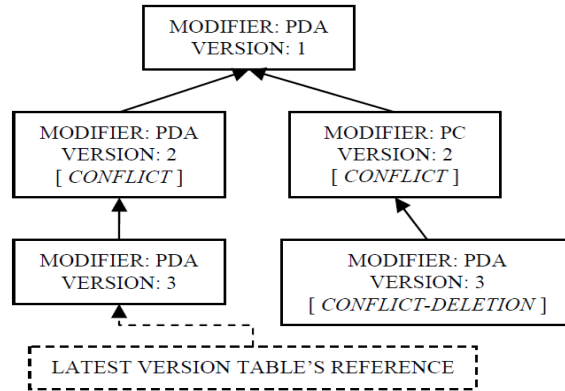 MODIFIER: PDA
VERSION: 1
MODIFIER: PDA
VERSION: 2
[ CONFLICT ]
MODIFIER: PC
VERSION: 2
[ CONFLICT ]
MODIFIER: PDA
VERSION: 3
MODIFIER: PDA
VERSION: 3
[ CONFLICT-DELETION ]
LATEST VERSION TABLE'S REFERENCE